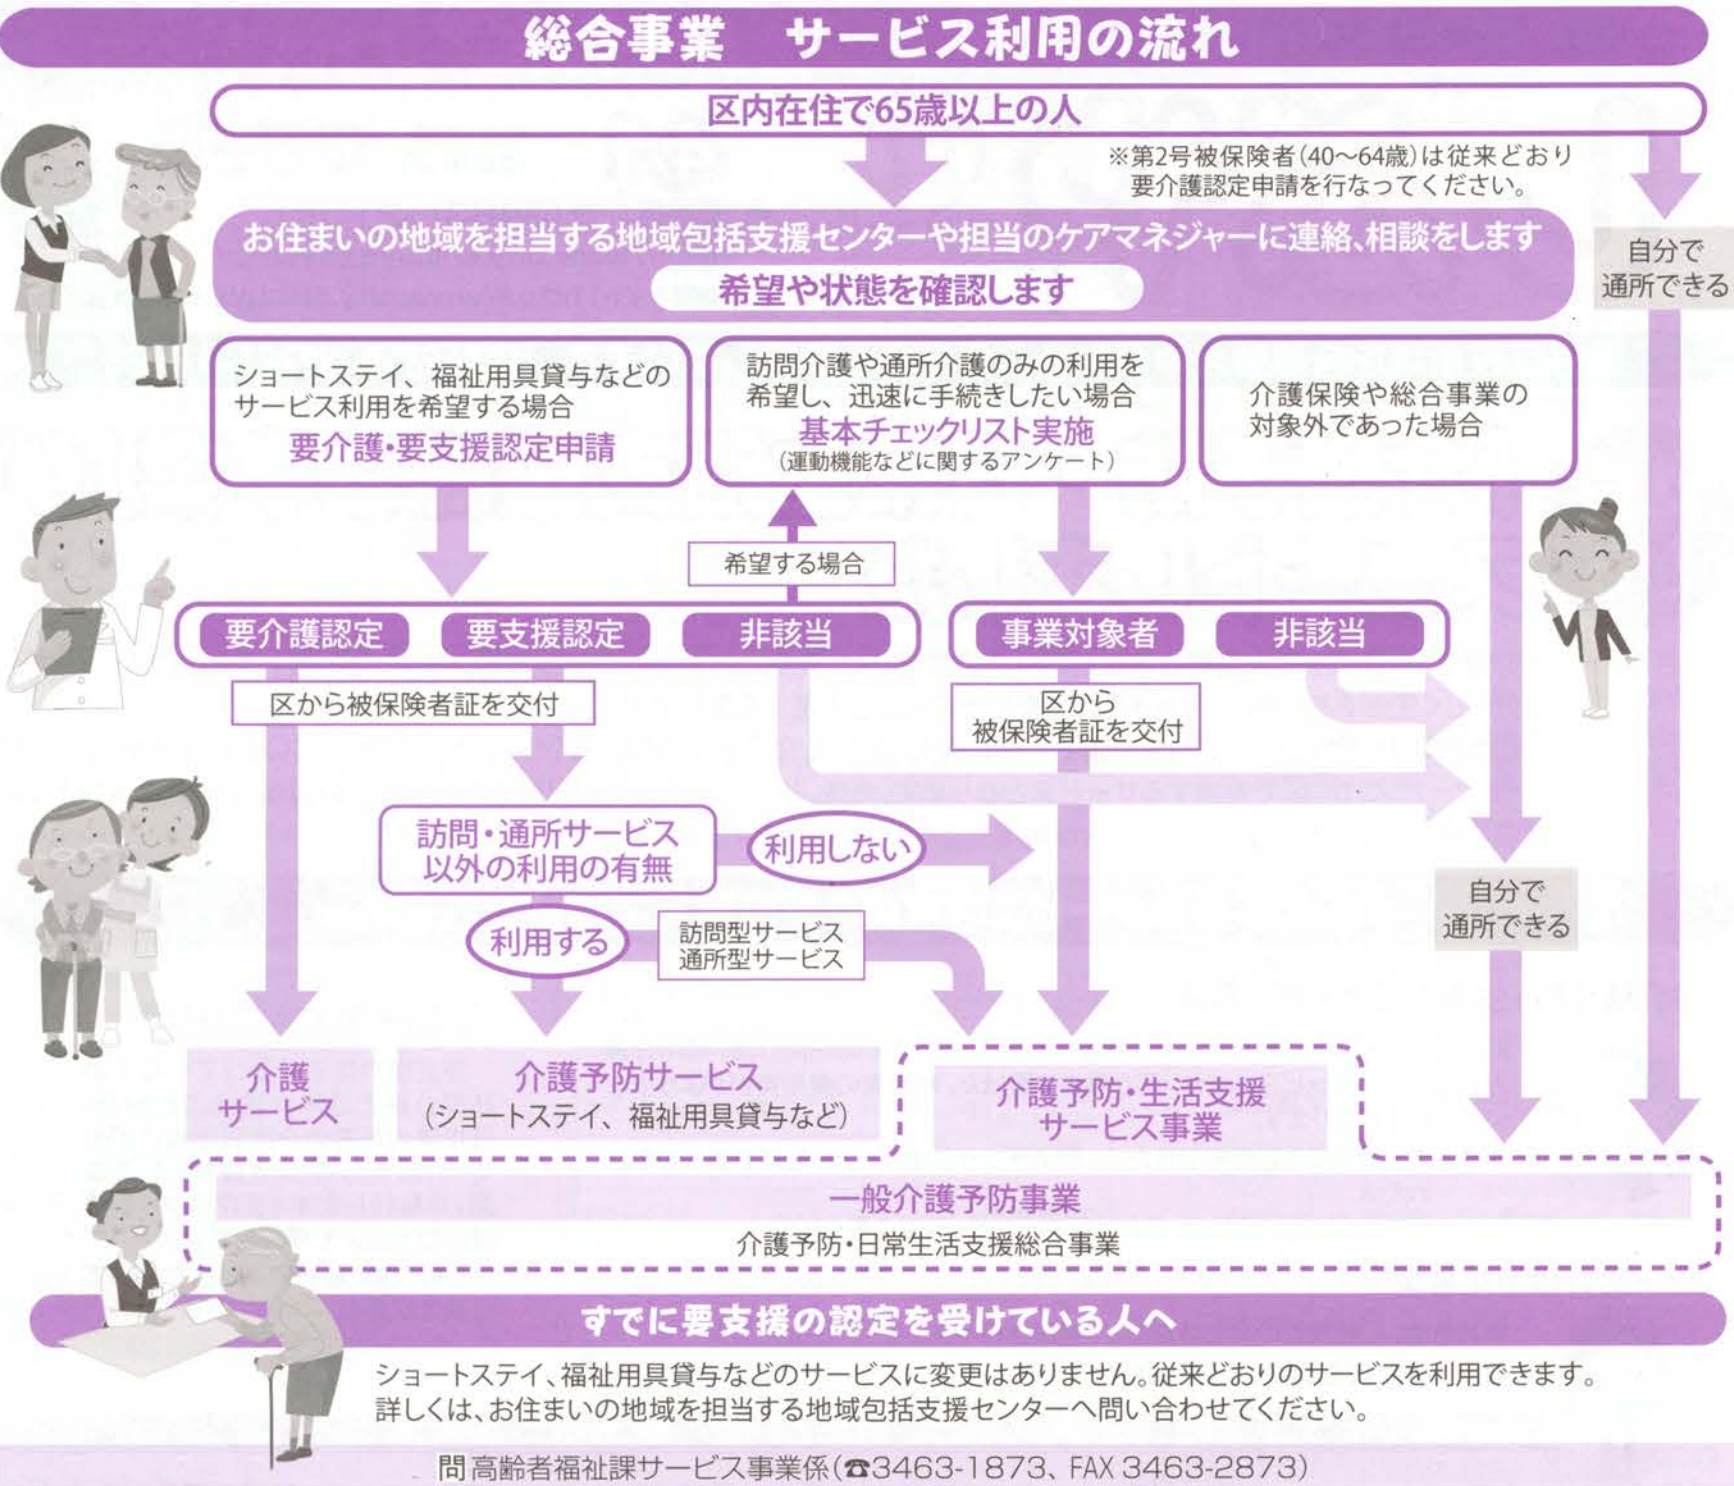 総合事業　サービス利用の流れ
区内在住で65歳以上の人
※第2号被保険者(40～64歳)は従来どおり
要介護認定申請を行なってください。
お住まいの地域を担当する地域包括支援センターや担当のケアマネジャーに連絡、相談をします
希望や状態を確認します
自分で
通所できる
ショートステイ、福祉用具貸与などの
サービス利用を希望する場合
要介護・要支援認定申請
訪問介護や通所介護のみの利用を
希望し、迅速に手続きしたい場合
基本チェックリスト実施
(運動機能などに関するアンケート)
介護保険や総合事業の
対象外であった場合
希望する場合
要介護認定
要支援認定
非該当
事業対象者
非該当
区から被保険者証を交付
区から
被保険者証を交付
訪問・通所サービス
以外の利用の有無
利用しない
利用する
訪問型サービス
通所型サービス
自分で
通所できる
介護
サービス
介護予防サービス
(ショートステイ、福祉用具貸与など)
介護予防・生活支援
サービス事業
一般介護予防事業
介護予防・日常生活支援総合事業
すでに要支援の認定を受けている人へ
ショートステイ、福祉用具貸与などのサービスに変更はありません。従来どおりのサービスを利用できます。
詳しくは、お住まいの地域を担当する地域包括支援センターへ問い合わせてください。
問 高齢者福祉課サービス事業係(☎3463-1873、FAX 3463-2873)